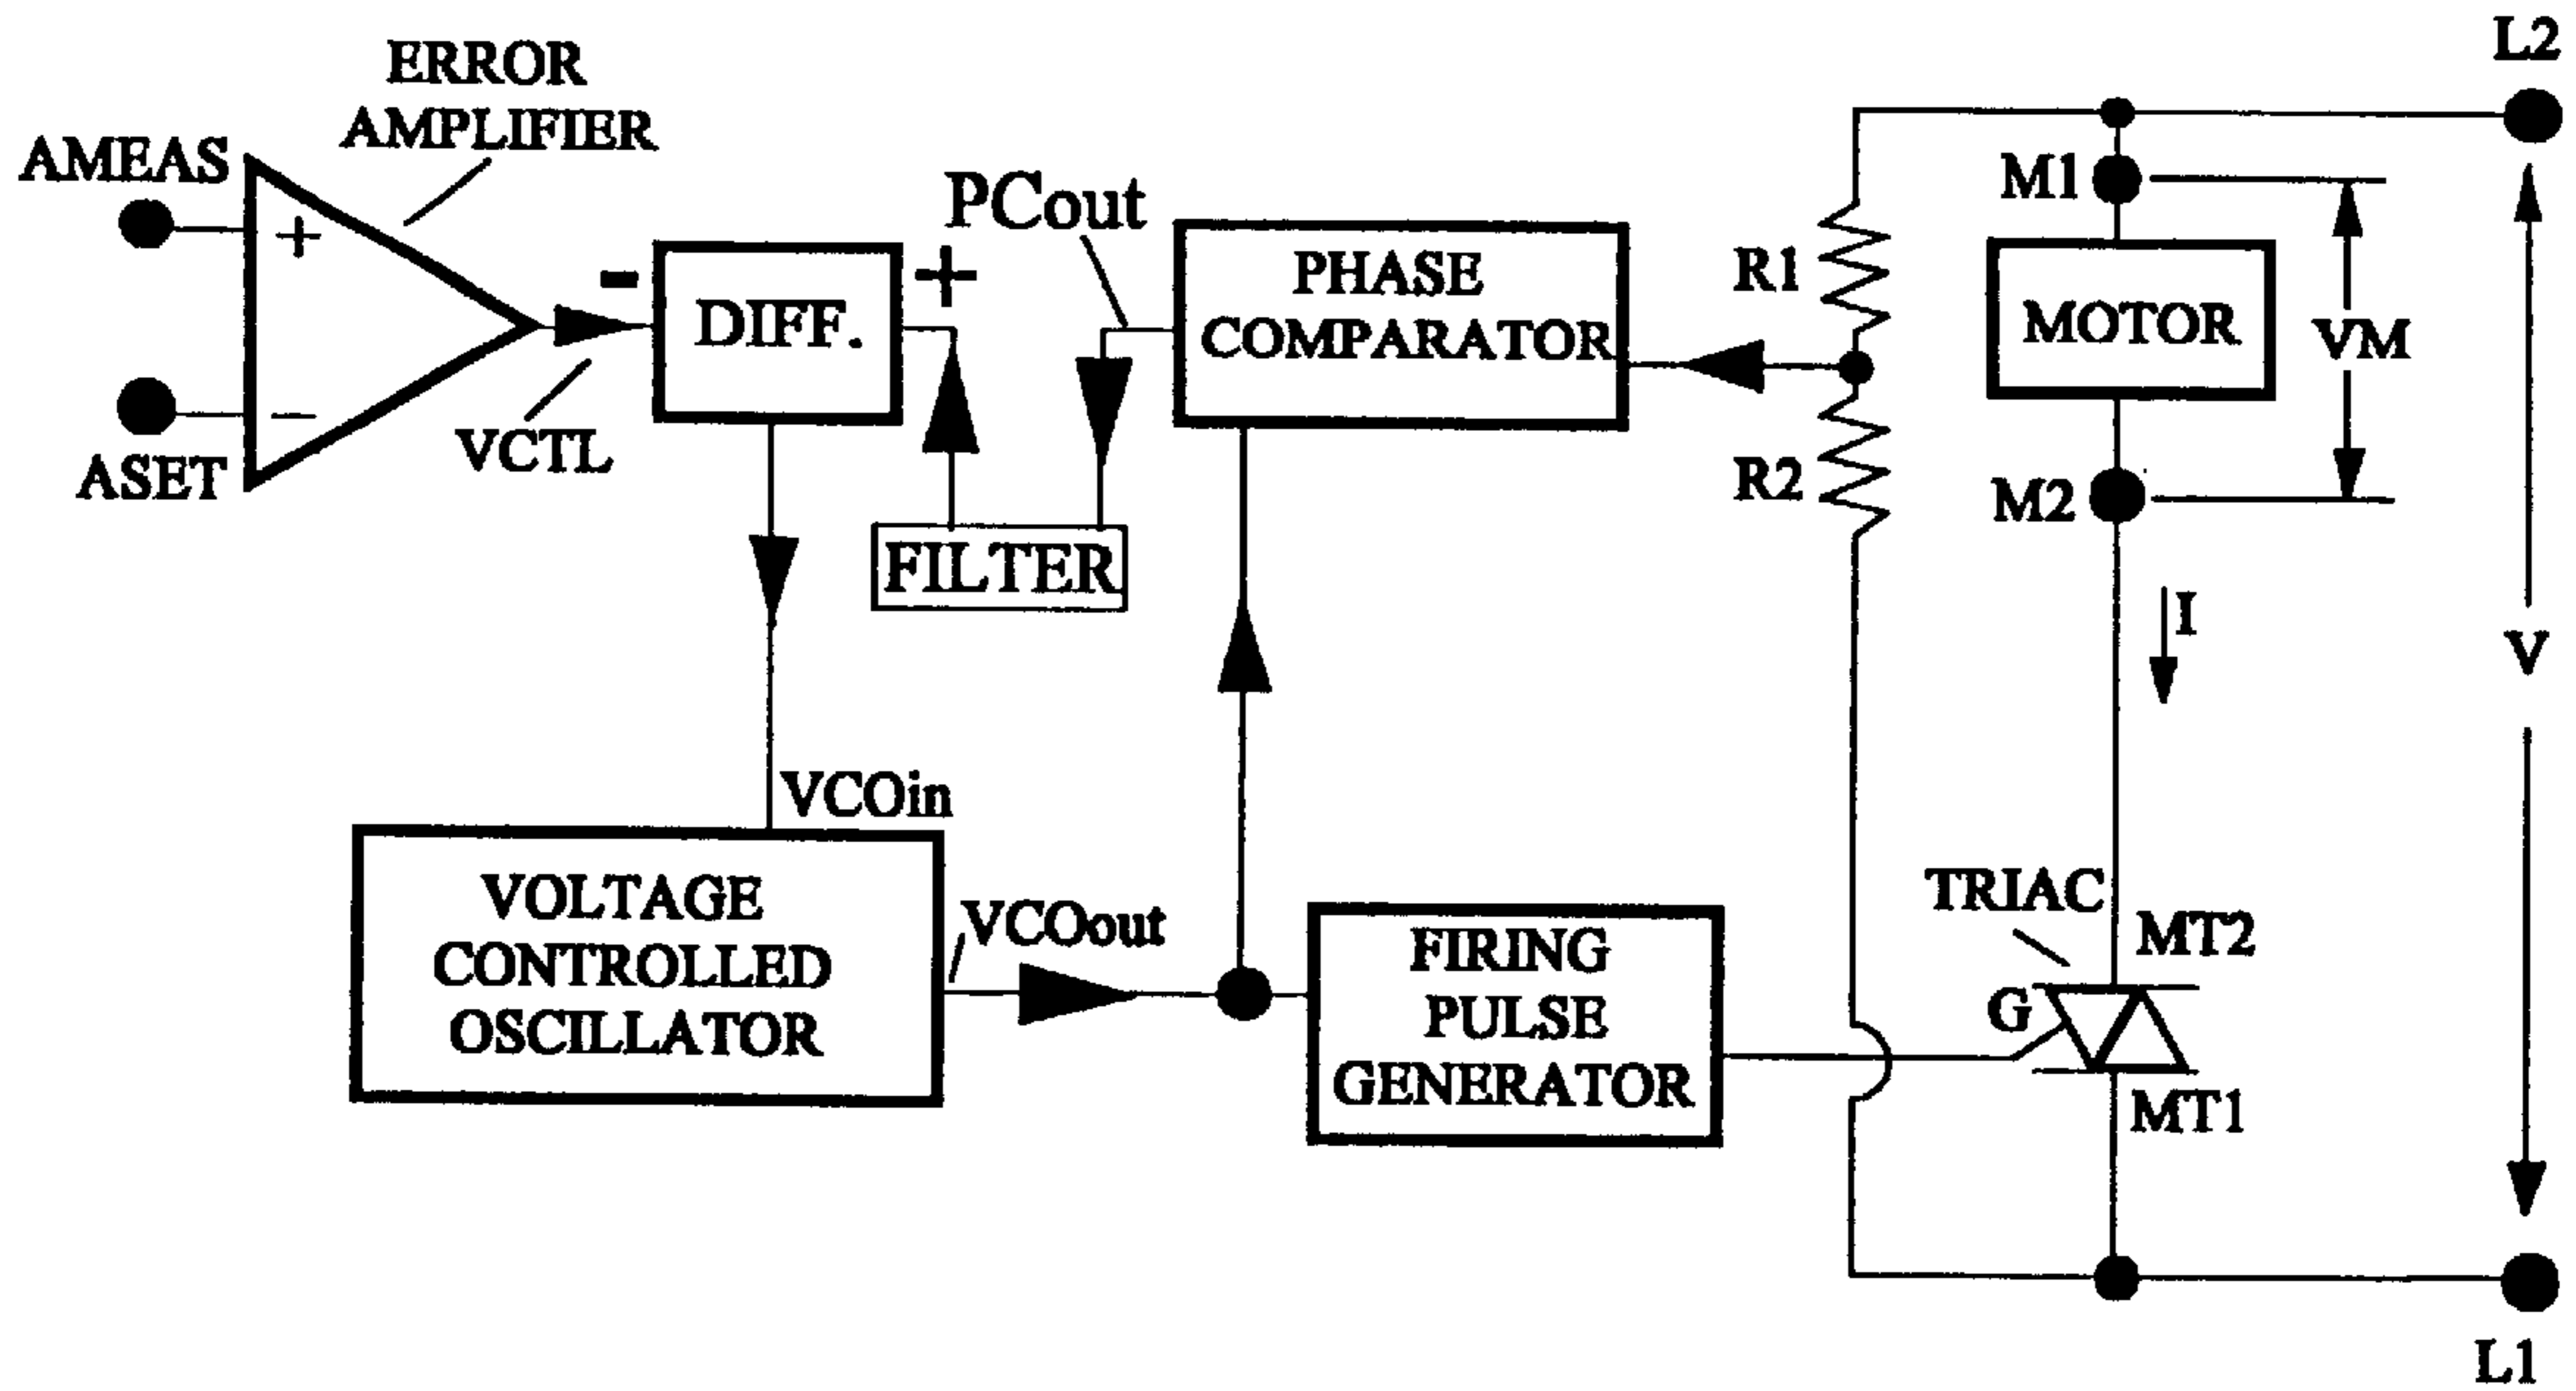 ERROR
AMPLIFIER
AMEAS
+
−
ASET
VCTL
-
DIFF.
+
PCout
FILTER
PHASE
COMPARATOR
R1
R2
L2
M1
MOTOR
VM
M2
I
V
VCOin
VOLTAGE
CONTROLLED
OSCILLATOR
VCOout
FIRING
PULSE
GENERATOR
TRIAC
MT2
G
MT1
L1